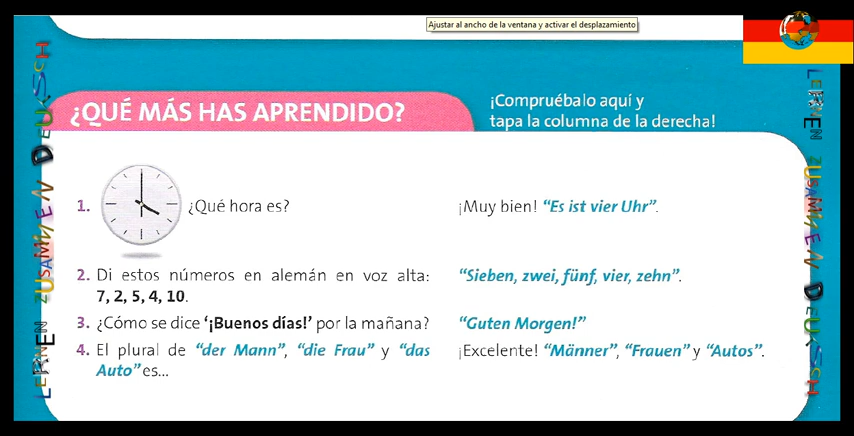 Ajustar al ancho de la ventana y activar el desplazamiento
¿QUÉ MÁS HAS APRENDIDO?
¡Compruébalo aquí y
tapa la columna de la derecha!
1. ¿Qué hora es? ¡Muy bien! “Es ist vier Uhr”.
2. Di estos números en alemán en voz alta: “Sieben, zwei, fünf, vier, zehn”.
7, 2, 5, 4, 10.
3. ¿Cómo se dice ‘¡Buenos días!’ por la mañana? “Guten Morgen!”
4. El plural de “der Mann”, “die Frau” y “das ¡Excelente! “Männer”, “Frauen” y “Autos”.
Auto” es...
LERNEN ZUSAMMEN DEUKSCH
LERNEN ZUSAMMEN DEUKSCH